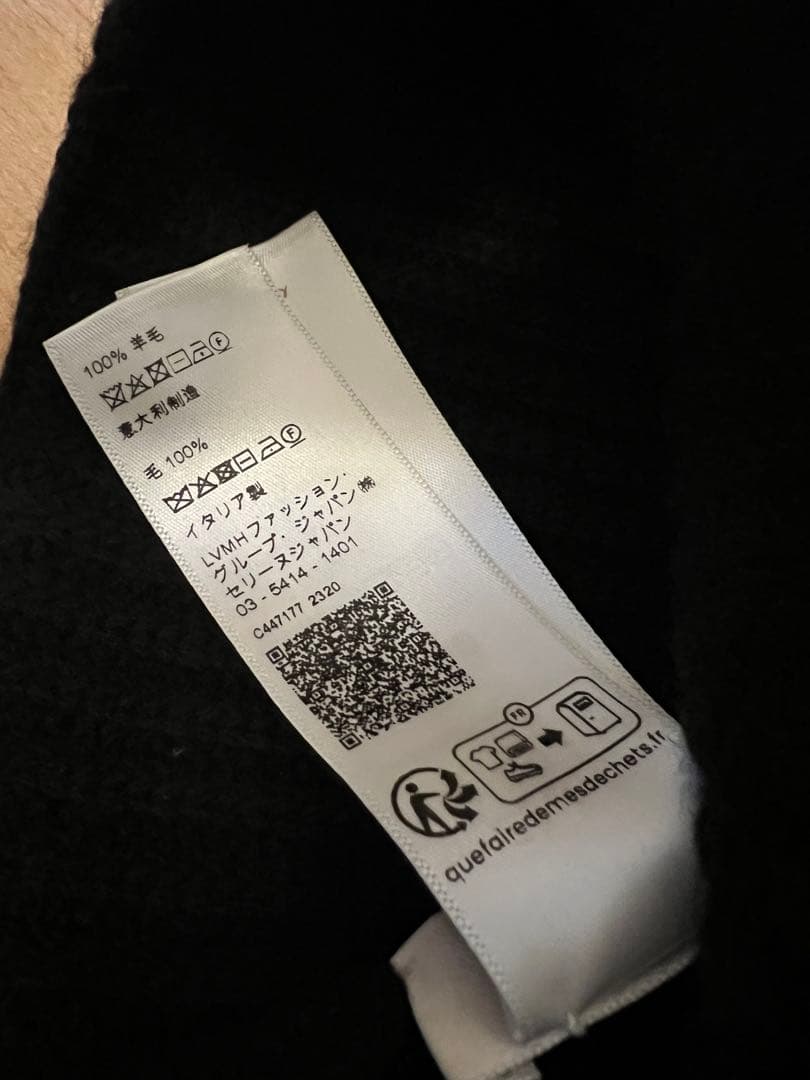 100% 羊毛
F
意大利制造
毛 100%
F
イタリア製
LVMHファッション・
グループ・ジャパン㈱
セリーヌジャパン
03 - 5414 - 1401
C447177 2320
FR
quefairedemesdechets.fr